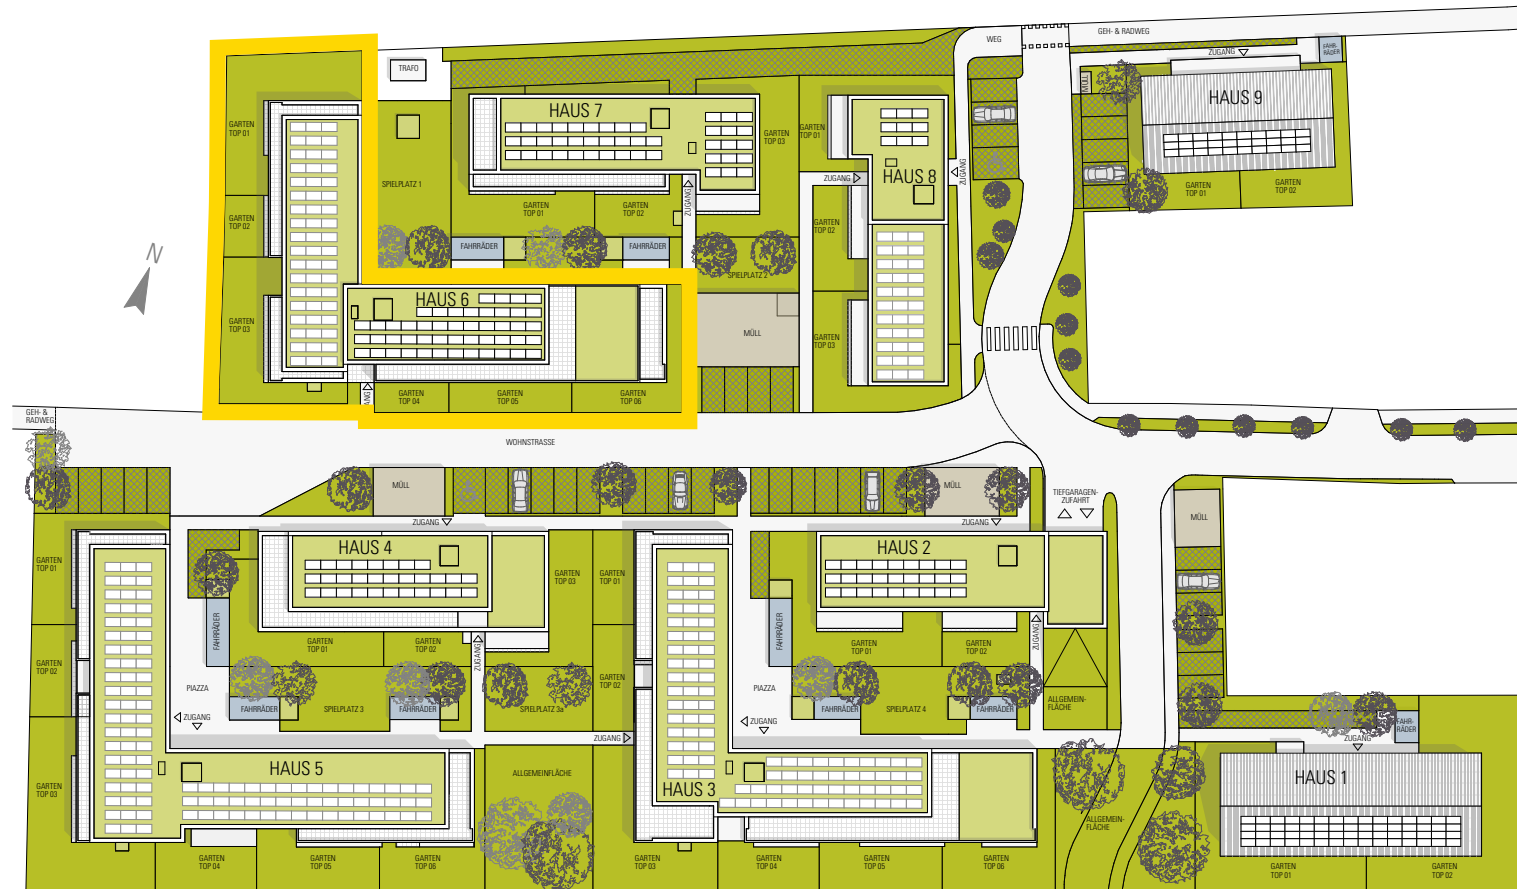 WEG
GEH- & RADWEG
ZUGANG
FAHR-
RÄDER
TRAFO
MÜLL
HAUS 7
HAUS 9
GARTEN
TOP 01
GARTEN
TOP 03
GARTEN
TOP 01
ZUGANG
HAUS 8
ZUGANG
SPIELPLATZ 1
GARTEN
TOP 01
GARTEN
TOP 02
GARTEN
TOP 02
GARTEN
TOP 01
GARTEN
TOP 02
ZUGANG
GARTEN
TOP 02
FAHRRÄDER
FAHRRÄDER
SPIELPLATZ 2
N
HAUS 6
GARTEN
TOP 03
MÜLL
GARTEN
TOP 03
GARTEN
TOP 04
GARTEN
TOP 05
GARTEN
TOP 06
ANG
GEH- &
RADWEG
WOHNSTRASSE
MÜLL
MÜLL
TIEFGARAGEN-
ZUFAHRT
MÜLL
ZUGANG
ZUGANG
HAUS 4
HAUS 2
GARTEN
TOP 01
GARTEN
TOP 03
GARTEN
TOP 01
FAHRRÄDER
FAHRRÄDER
GARTEN
TOP 01
GARTEN
TOP 02
ZUGANG
GARTEN
TOP 01
GARTEN
TOP 02
ZUGANG
GARTEN
TOP 02
GARTEN
TOP 02
PIAZZA
PIAZZA
FAHRRÄDER
SPIELPLATZ 3
FAHRRÄDER
SPIELPLATZ 3a
FAHRRÄDER
SPIELPLATZ 4
FAHRRÄDER
ALLGEMEIN-
FLÄCHE
ZUGANG
ZUGANG
ZUGANG
FAHR-
RÄDER
ZUGANG
HAUS 5
ALLGEMEINFLÄCHE
HAUS 3
HAUS 1
GARTEN
TOP 03
ALLGEMEIN-
FLÄCHE
GARTEN
TOP 04
GARTEN
TOP 05
GARTEN
TOP 06
GARTEN
TOP 03
GARTEN
TOP 04
GARTEN
TOP 05
GARTEN
TOP 06
GARTEN
TOP 01
GARTEN
TOP 02